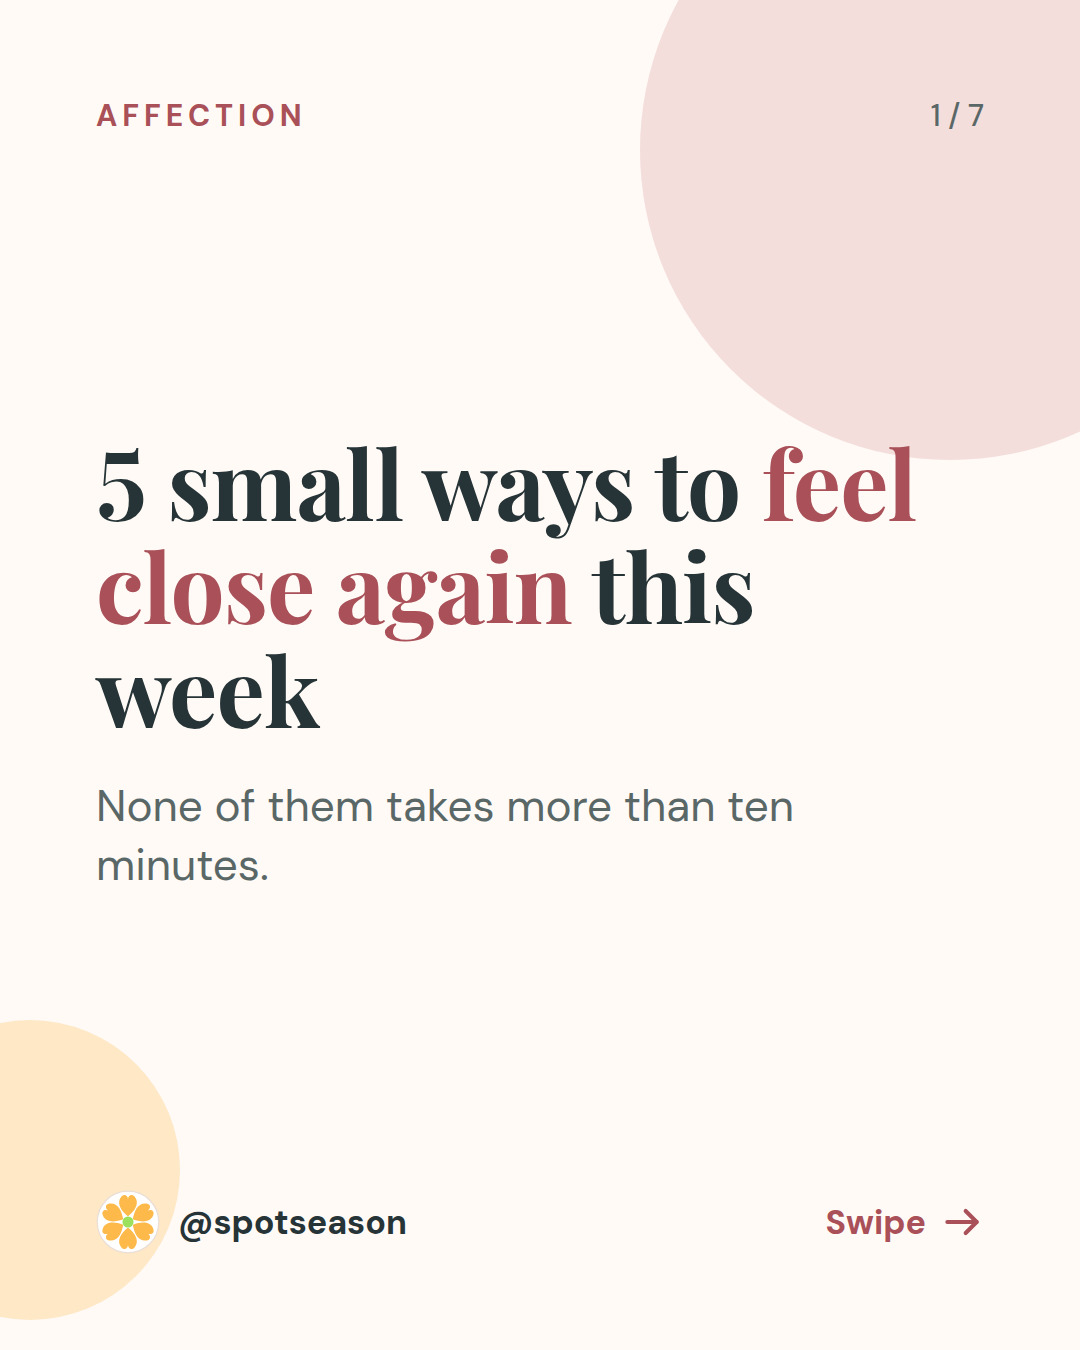 AFFECTION
1 / 7
5 small ways to feel
close again this
week
None of them takes more than ten
minutes.
@spotseason
Swipe →